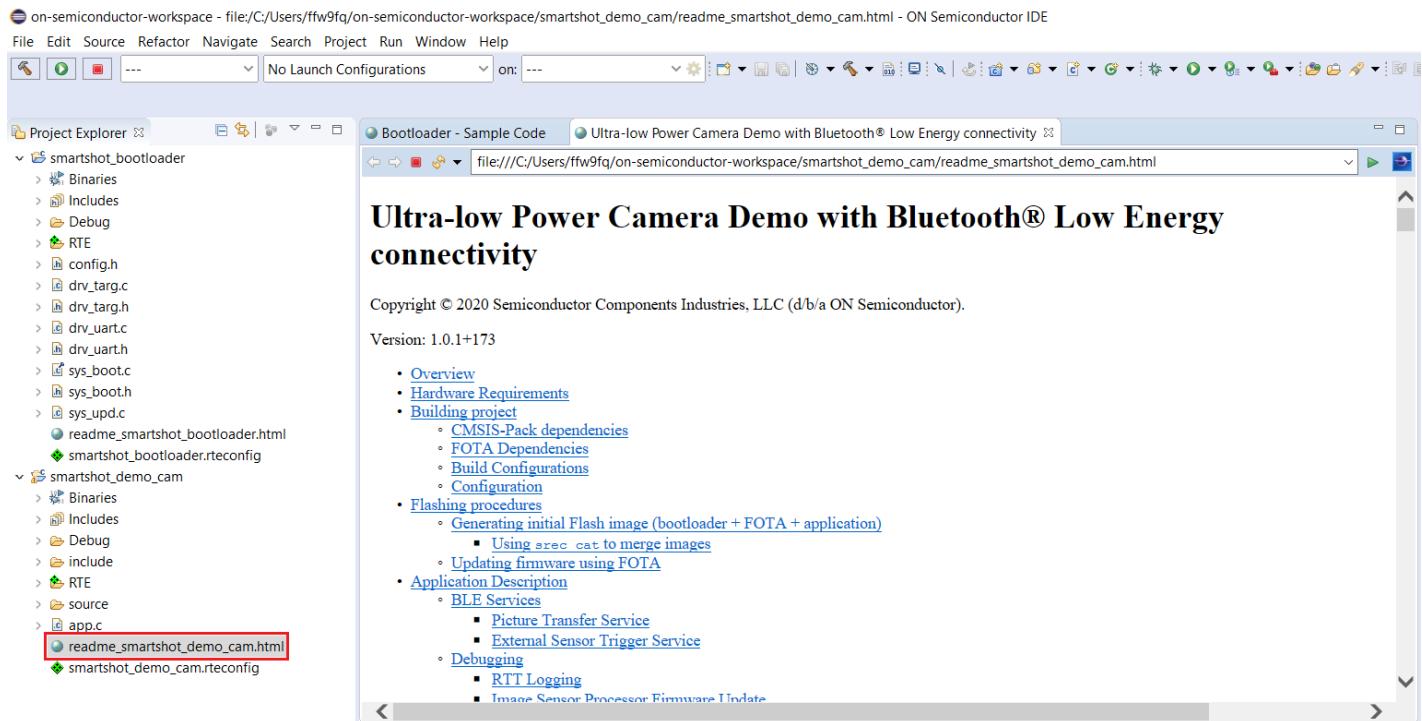 on-semiconductor-workspace - file:/C:/Users/ffw9fq/on-semiconductor-workspace/smartshot_demo_cam/readme_smartshot_demo_cam.html - ON Semiconductor IDE
File Edit Source Refactor Navigate Search Project Run Window Help
--- No Launch Configurations on: ---
Project Explorer
smartshot_bootloader
Binaries
Includes
Debug
RTE
config.h
drv_targ.c
drv_targ.h
drv_uart.c
drv_uart.h
sys_boot.c
sys_boot.h
sys_upd.c
readme_smartshot_bootloader.html
smartshot_bootloader.rteconfig
smartshot_demo_cam
Binaries
Includes
Debug
include
RTE
source
app.c
readme_smartshot_demo_cam.html
smartshot_demo_cam.rteconfig
Bootloader - Sample Code Ultra-low Power Camera Demo with Bluetooth® Low Energy connectivity
file:///C:/Users/ffw9fq/on-semiconductor-workspace/smartshot_demo_cam/readme_smartshot_demo_cam.html
Ultra-low Power Camera Demo with Bluetooth® Low Energy
connectivity
Copyright © 2020 Semiconductor Components Industries, LLC (d/b/a ON Semiconductor).
Version: 1.0.1+173
• Overview
• Hardware Requirements
• Building project
◦ CMSIS-Pack dependencies
◦ FOTA Dependencies
◦ Build Configurations
◦ Configuration
• Flashing procedures
◦ Generating initial Flash image (bootloader + FOTA + application)
▪ Using srec_cat to merge images
◦ Updating firmware using FOTA
• Application Description
◦ BLE Services
▪ Picture Transfer Service
▪ External Sensor Trigger Service
◦ Debugging
▪ RTT Logging
▪ Image Sensor Processor Firmware Update